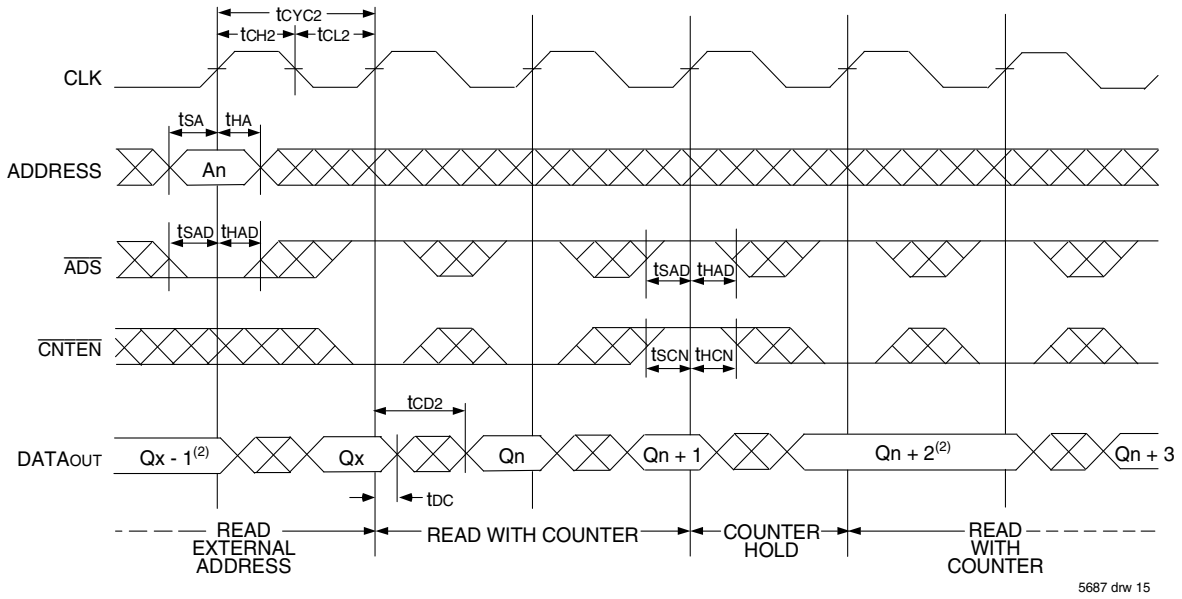 tCYC2
tCH2 tCL2
CLK
tSA tHA
ADDRESS An
tSAD tHAD
ADS
tSAD tHAD
CNTEN
tSCN tHCN
tCD2
DATAOUT Qx - 1(2) Qx Qn Qn + 1 Qn + 2(2) Qn + 3
tDC
READ EXTERNAL ADDRESS
READ WITH COUNTER
COUNTER HOLD
READ WITH COUNTER
5687 drw 15